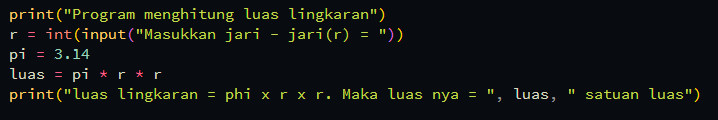 print("Program menghitung luas lingkaran")
r = int(input("Masukkan jari - jari(r) = "))
pi = 3.14
luas = pi * r * r
print("luas lingkaran = phi x r x r. Maka luas nya = ", luas, " satuan luas")